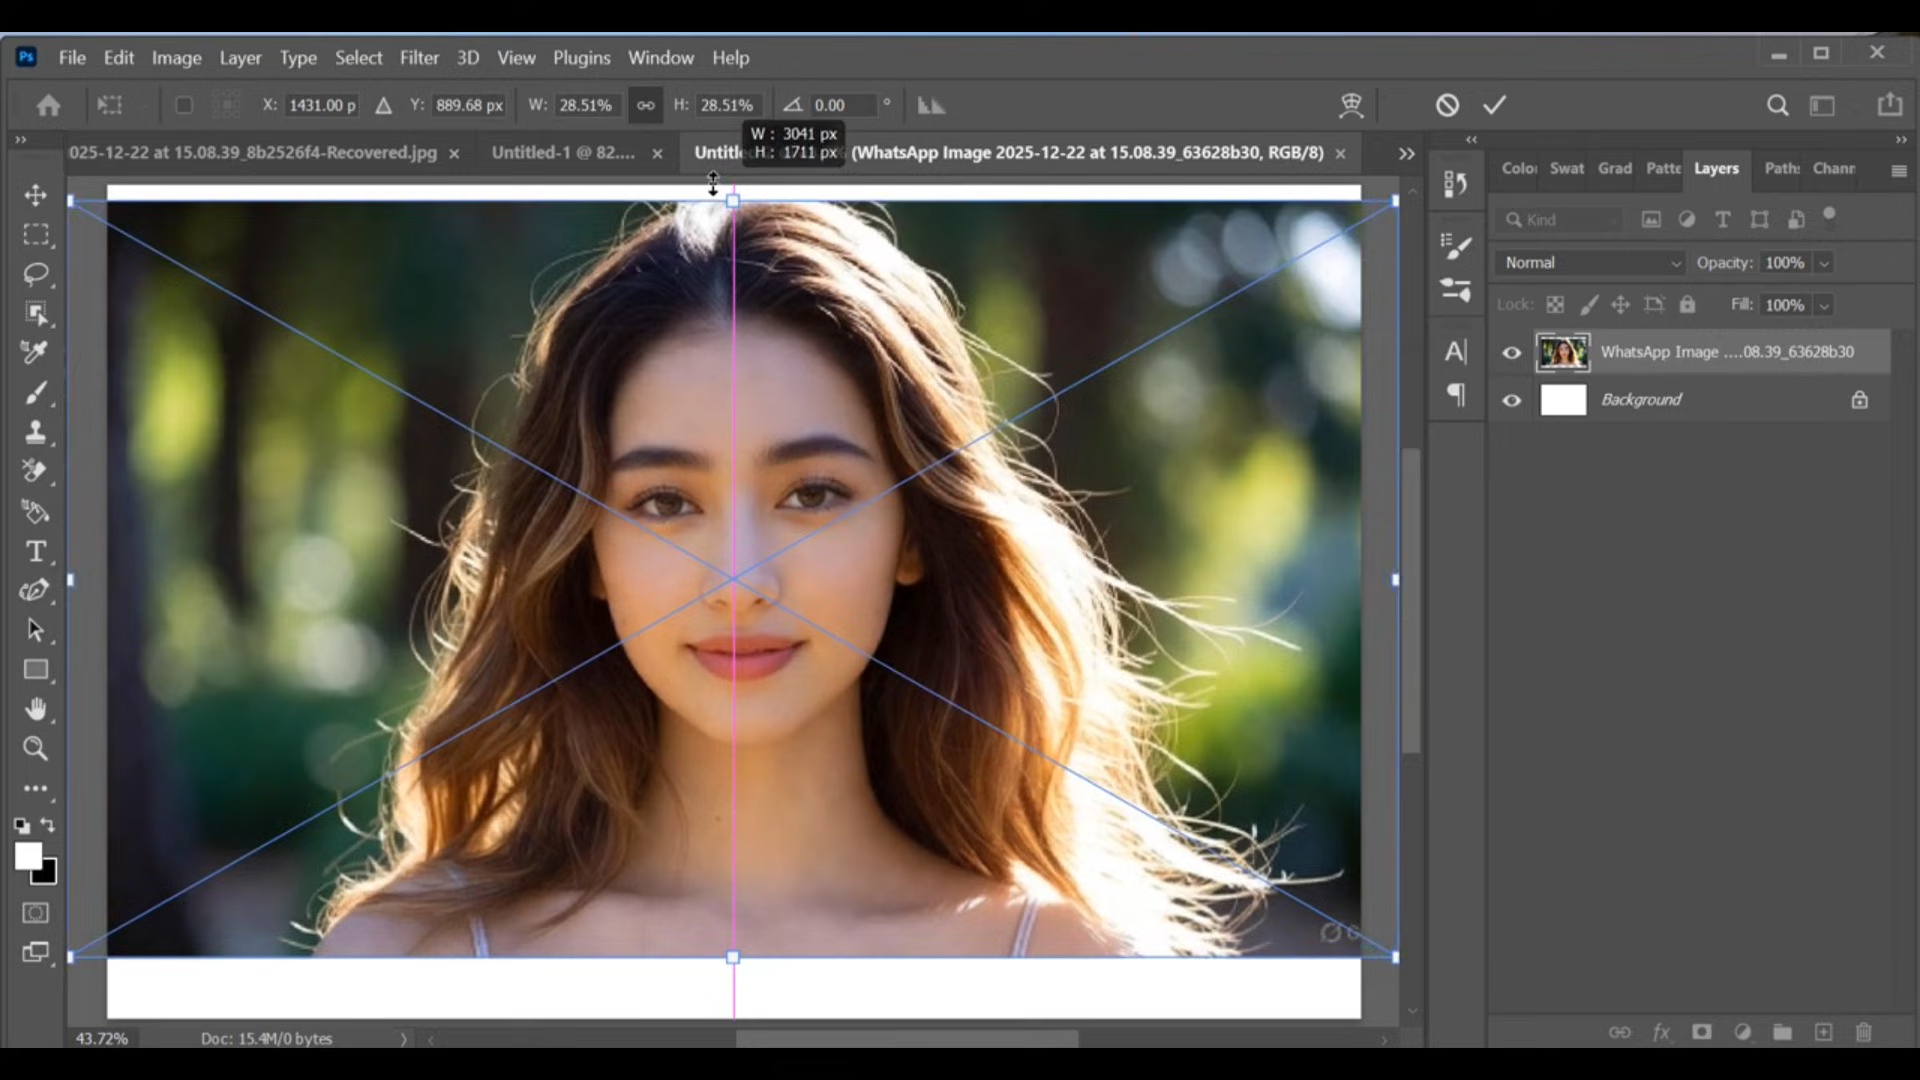 Ps File Edit Image Layer Type Select Filter 3D View Plugins Window Help
X: 1431.00 p Y: 889.68 px W: 28.51% H: 28.51% 0.00 °
W : 3041 px
H : 1711 px
025-12-22 at 15.08.39_8b2526f4-Recovered.jpg × Untitled-1 @ 82.... × (WhatsApp Image 2025-12-22 at 15.08.39_63628b30, RGB/8) ×
Colo Swat Grad Patte Layers Path: Chann
Kind
Normal Opacity: 100%
Lock: Fill: 100%
WhatsApp Image ....08.39_63628b30
Background
43.72% Doc: 15.4M/0 bytes